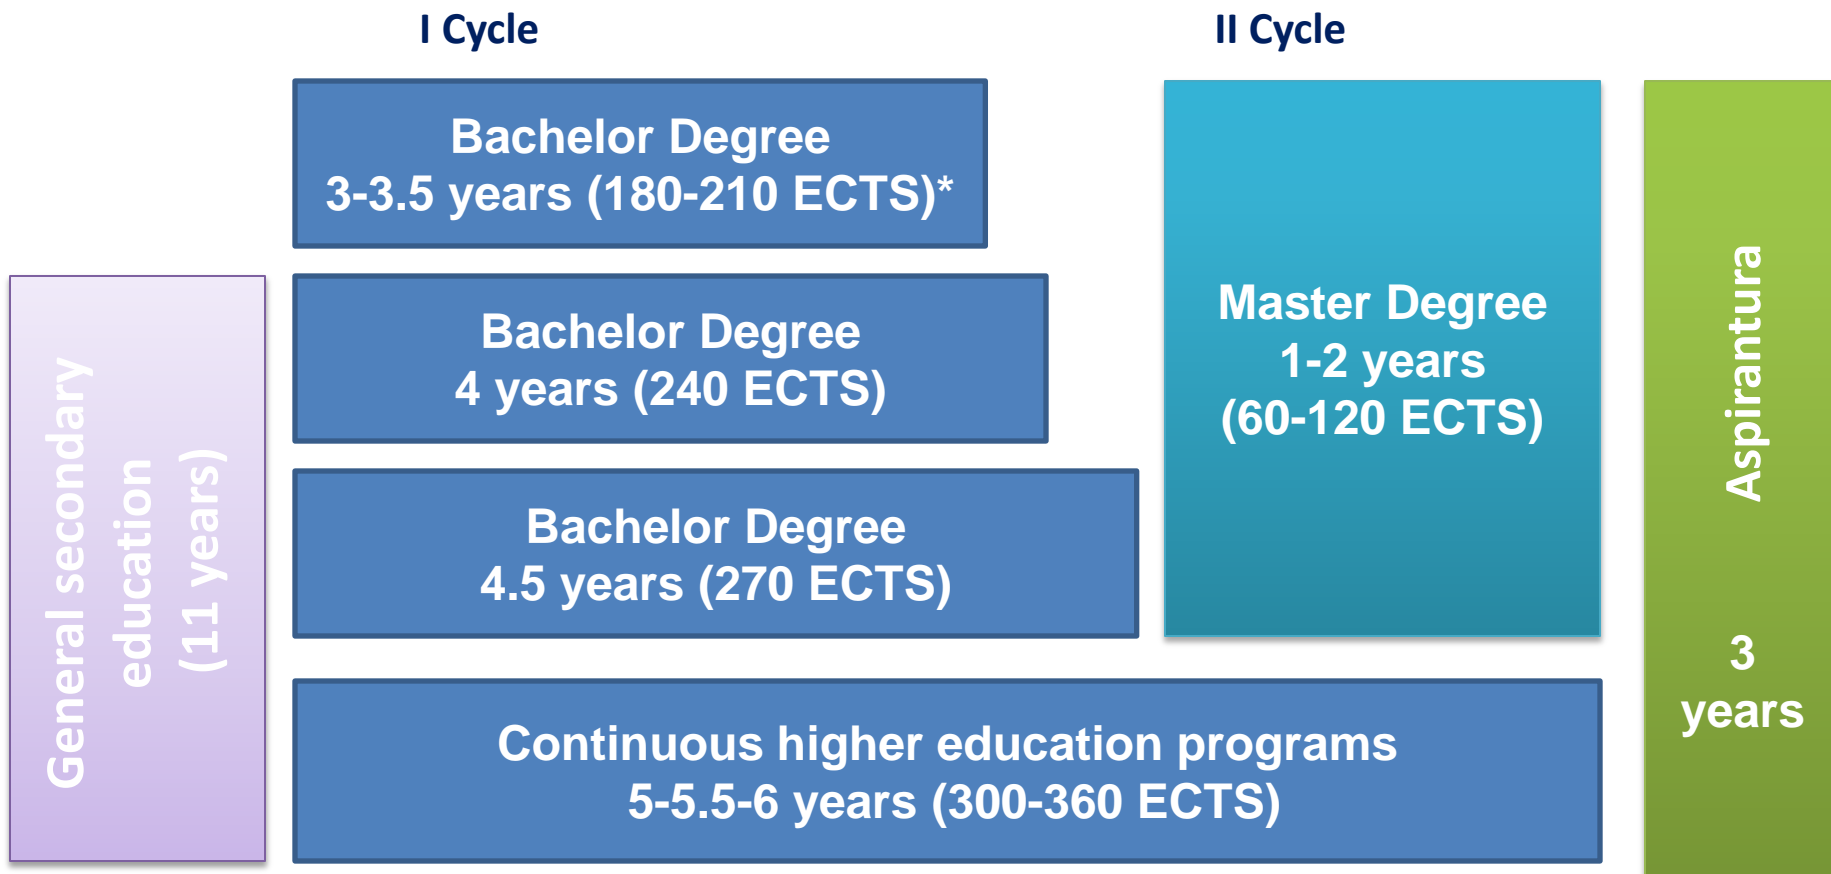 I Cycle
II Cycle
General secondary
education
(11 years)
Bachelor Degree
3-3.5 years (180-210 ECTS)*
Bachelor Degree
4 years (240 ECTS)
Bachelor Degree
4.5 years (270 ECTS)
Continuous higher education programs
5-5.5-6 years (300-360 ECTS)
Master Degree
1-2 years
(60-120 ECTS)
Aspirantura
3
years